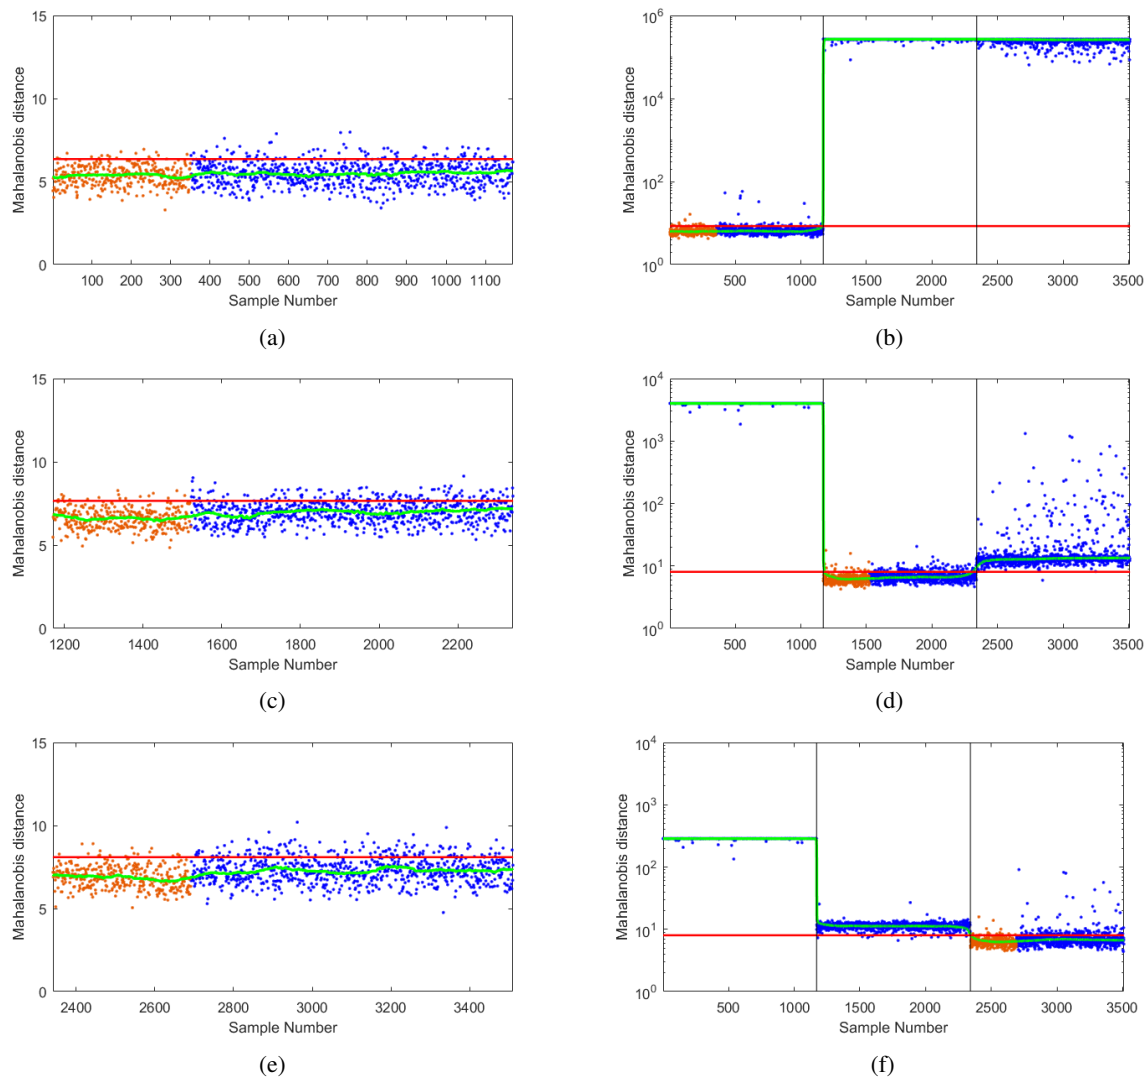 15
10
5
0
Mahalanobis distance
100 200 300 400 500 600 700 800 900 1000 1100
Sample Number
(a)
10^6
10^4
10^2
10^0
Mahalanobis distance
500 1000 1500 2000 2500 3000 3500
Sample Number
(b)
15
10
5
0
Mahalanobis distance
1200 1400 1600 1800 2000 2200
Sample Number
(c)
10^4
10^3
10^2
10^1
10^0
Mahalanobis distance
500 1000 1500 2000 2500 3000 3500
Sample Number
(d)
15
10
5
0
Mahalanobis distance
2400 2600 2800 3000 3200 3400
Sample Number
(e)
10^4
10^3
10^2
10^1
10^0
Mahalanobis distance
500 1000 1500 2000 2500 3000 3500
Sample Number
(f)